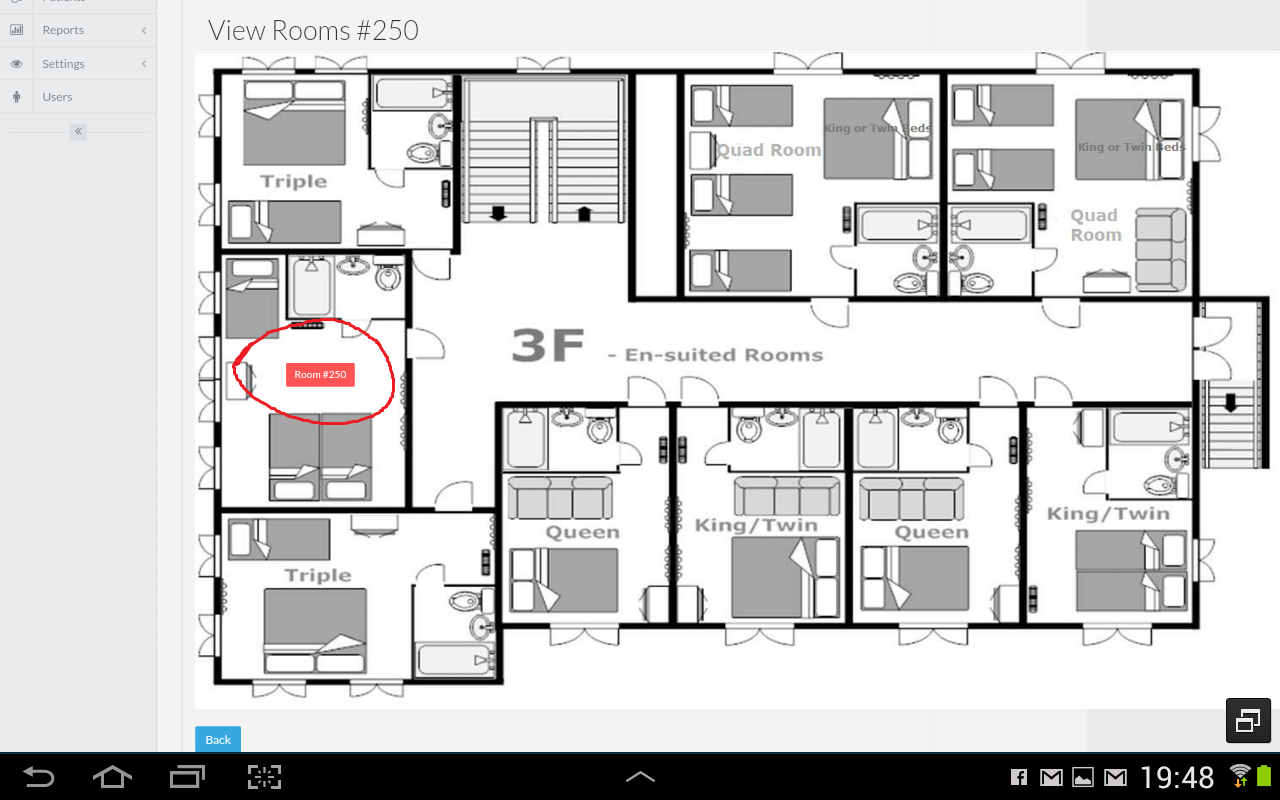 Patients
View Rooms #250
Reports
Settings
Users
«
King or Twin Beds
Quad Room
King or Twin Beds
Triple
Quad
Room
3F - En-suited Rooms
Room #250
King/Twin
King/Twin
Queen
Queen
Triple
Back
19:48